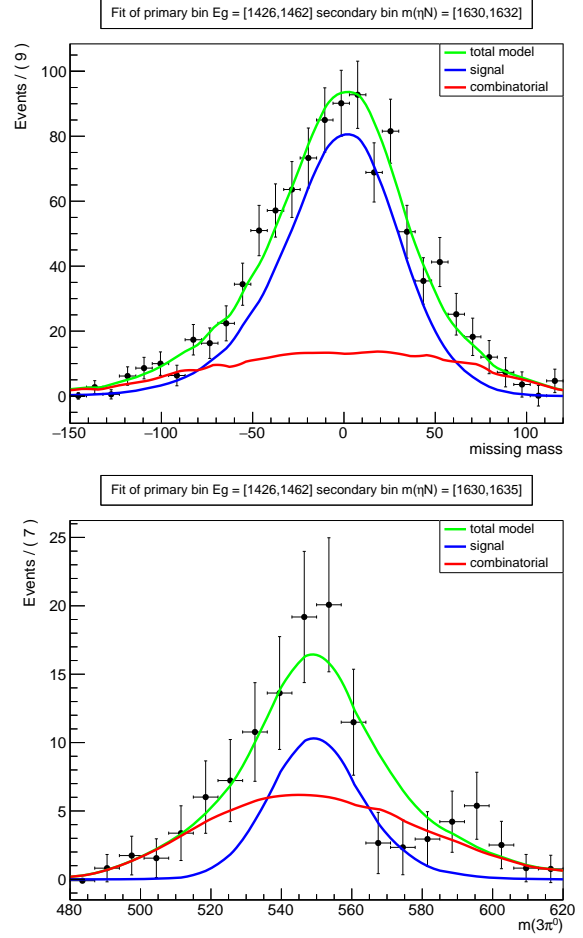 Fit of primary bin Eg = [1426,1462] secondary bin m(ηN) = [1630,1632]
Events / ( 9 )
total model
signal
combinatorial
100
80
60
40
20
0
−150 −100 −50 0 50 100
missing mass
Fit of primary bin Eg = [1426,1462] secondary bin m(ηN) = [1630,1635]
Events / ( 7 )
total model
signal
combinatorial
25
20
15
10
5
0
480 500 520 540 560 580 600 620
m(3π⁰)